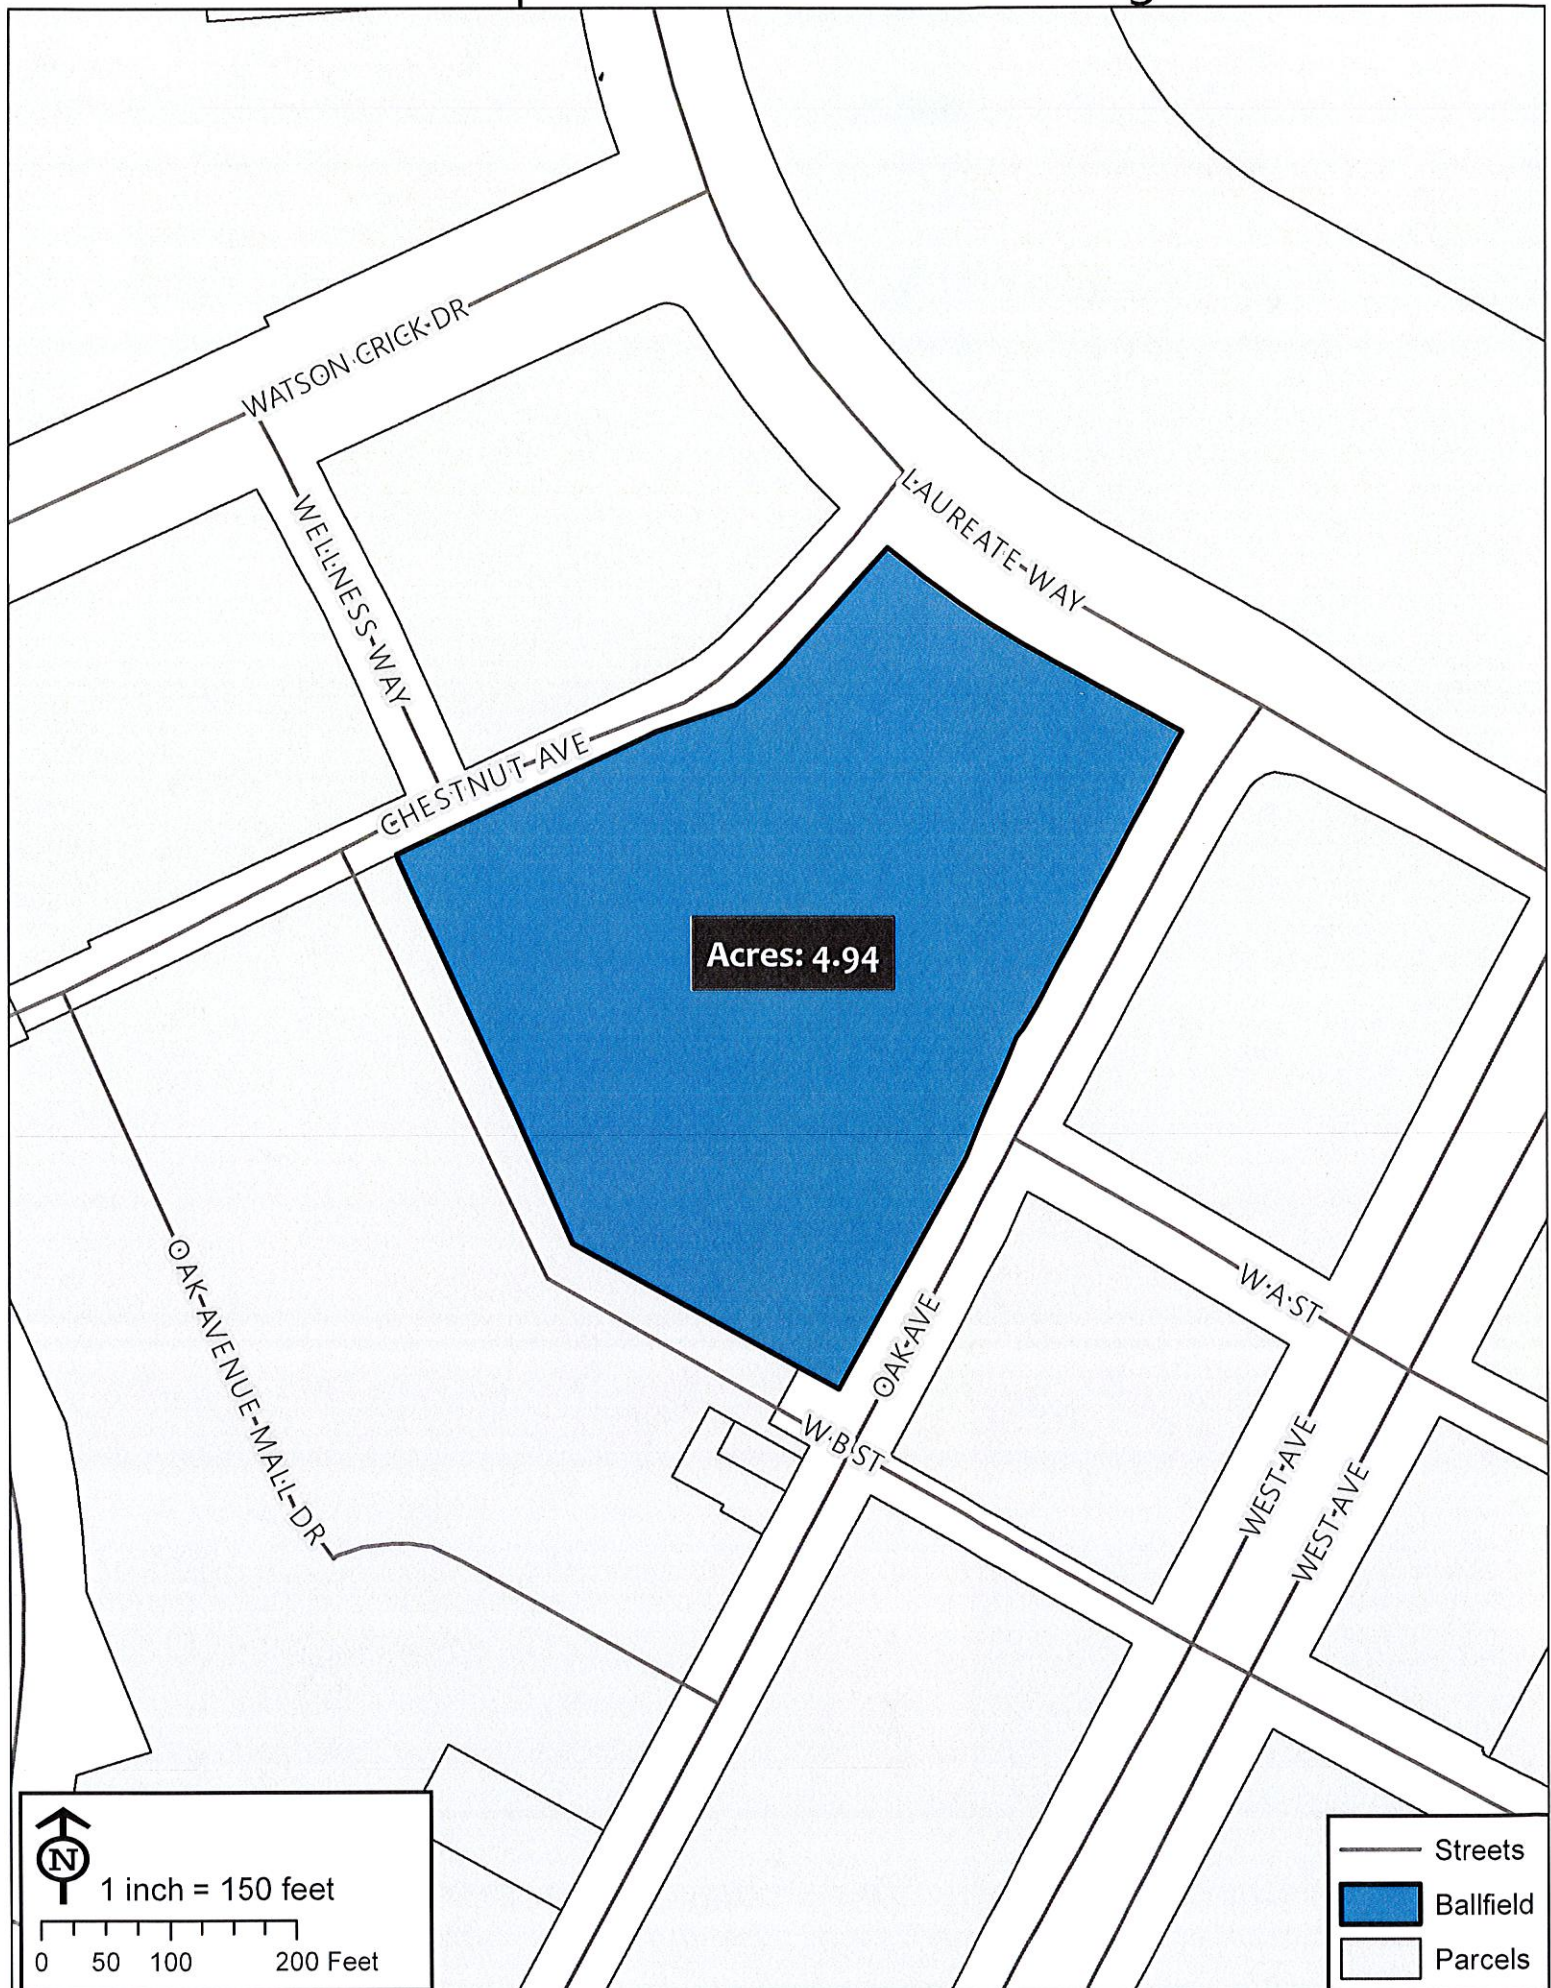 WATSON CRICK DR
LAUREATE WAY
WELLNESS WAY
CHESTNUT AVE
Acres: 4.94
OAK AVENUE MALL DR
OAK AVE
W A ST
W B ST
WEST AVE
WEST AVE
N
1 inch = 150 feet
0 50 100 200 Feet
Streets
Ballfield
Parcels